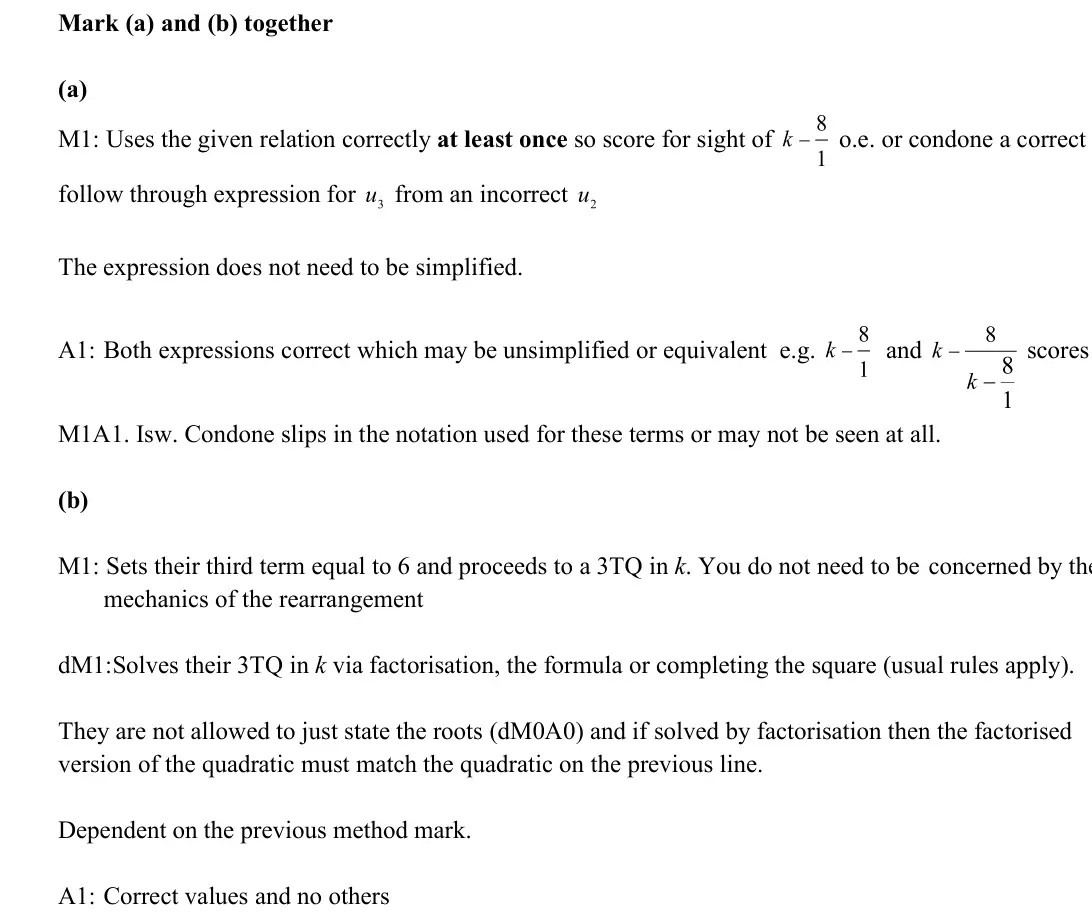 Mark (a) and (b) together
(a)
M1: Uses the given relation correctly at least once so score for sight of k − 8/1 o.e. or condone a correct
follow through expression for u₃ from an incorrect u₂
The expression does not need to be simplified.
A1: Both expressions correct which may be unsimplified or equivalent e.g. k − 8/1 and k − 8/(k − 8/1) scores
M1A1. Isw. Condone slips in the notation used for these terms or may not be seen at all.
(b)
M1: Sets their third term equal to 6 and proceeds to a 3TQ in k. You do not need to be concerned by the
mechanics of the rearrangement
dM1:Solves their 3TQ in k via factorisation, the formula or completing the square (usual rules apply).
They are not allowed to just state the roots (dM0A0) and if solved by factorisation then the factorised
version of the quadratic must match the quadratic on the previous line.
Dependent on the previous method mark.
A1: Correct values and no others